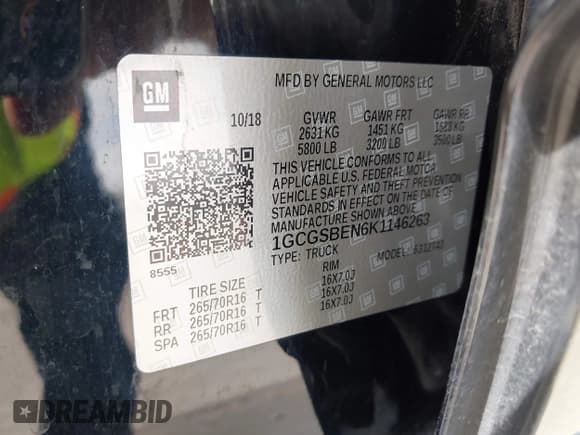 GM
MFD BY GENERAL MOTORS LLC
10/18 GVWR GAWR FRT GAWR RR
2631 KG 1451 KG KG
5800 LB 3200 LB 3500 LB
THIS VEHICLE CONFORMS TO ALL
APPLICABLE U.S. FEDERAL MOTOR
VEHICLE SAFETY AND THEFT PREVENTION
STANDARDS IN EFFECT ON THE DATE OF
MANUFACTURE SHOWN ABOVE.
1GCGSBEN6K1146263
TYPE: TRUCK MODEL:
8555
TIRE SIZE RIM
FRT 265/70R16 T 16X7.0J
RR 265/70R16 T 16X7.0J
SPA 265/70R16 T 16X7.0J
DREAMBID